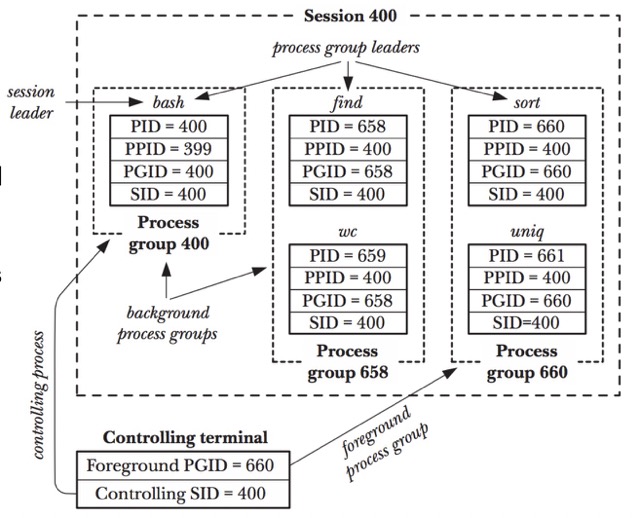 Session 400
process group leaders
session
leader
bash
PID = 400
PPID = 399
PGID = 400
SID = 400
Process
group 400
find
PID = 658
PPID = 400
PGID = 658
SID = 400
wc
PID = 659
PPID = 400
PGID = 658
SID = 400
Process
group 658
sort
PID = 660
PPID = 400
PGID = 660
SID = 400
uniq
PID = 661
PPID = 400
PGID = 660
SID=400
Process
group 660
background
process groups
controlling process
foreground
process group
Controlling terminal
Foreground PGID = 660
Controlling SID = 400